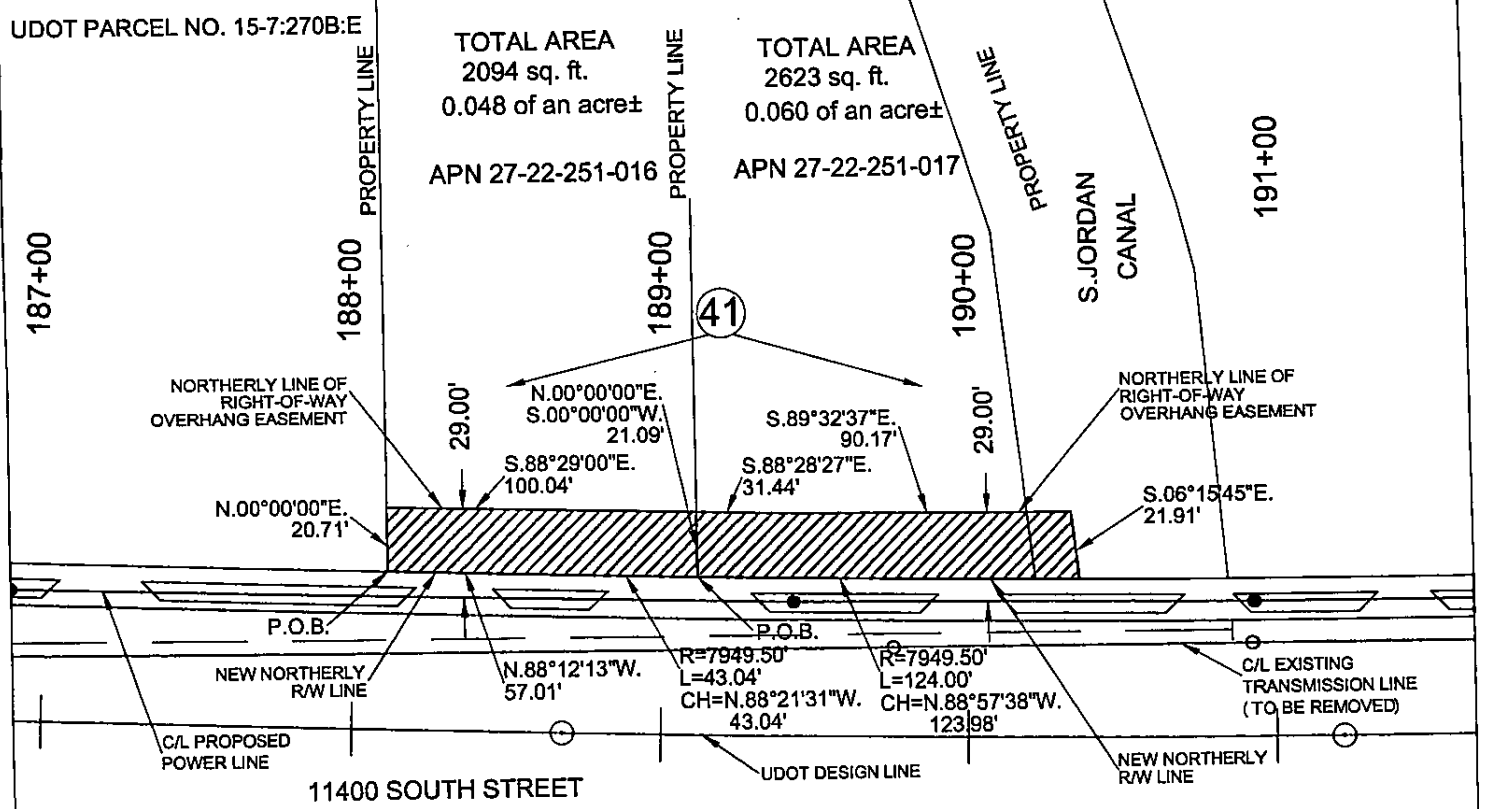 UDOT PARCEL NO. 15-7:270B:E
PROPERTY LINE
TOTAL AREA
2094 sq. ft.
0.048 of an acre±
APN 27-22-251-016
PROPERTY LINE
TOTAL AREA
2623 sq. ft.
0.060 of an acre±
APN 27-22-251-017
PROPERTY LINE
S.JORDAN
CANAL
187+00
188+00
189+00
190+00
191+00
41
NORTHERLY LINE OF
RIGHT-OF-WAY
OVERHANG EASEMENT
29.00'
N.00°00'00"E.
S.00°00'00"W.
21.09'
S.88°29'00"E.
100.04'
S.89°32'37"E.
90.17'
S.88°28'27"E.
31.44'
29.00'
NORTHERLY LINE OF
RIGHT-OF-WAY
OVERHANG EASEMENT
N.00°00'00"E.
20.71'
S.06°15'45"E.
21.91'
P.O.B.
P.O.B.
NEW NORTHERLY
R/W LINE
N.88°12'13"W.
57.01'
R=7949.50'
L=43.04'
CH=N.88°21'31"W.
43.04'
R=7949.50'
L=124.00'
CH=N.88°57'38"W.
123.98'
C/L EXISTING
TRANSMISSION LINE
(TO BE REMOVED)
C/L PROPOSED
POWER LINE
UDOT DESIGN LINE
NEW NORTHERLY
R/W LINE
11400 SOUTH STREET